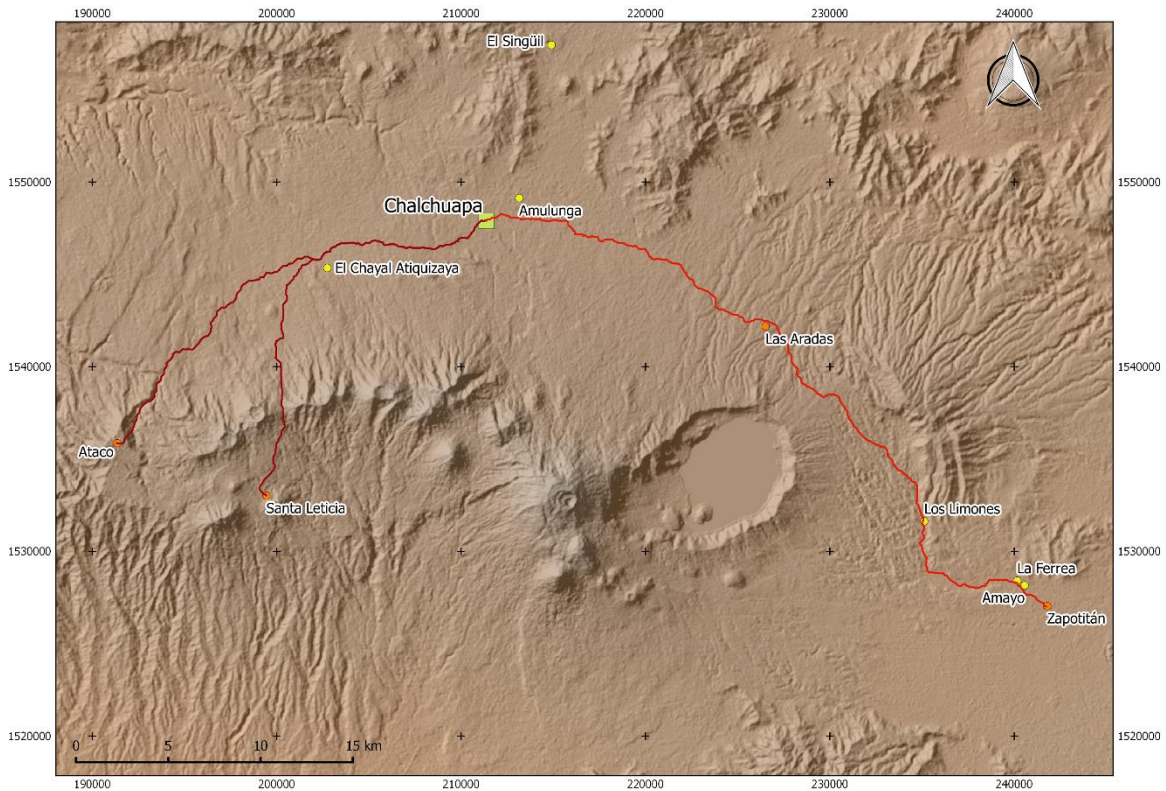 190000 200000 210000 220000 230000 240000
El Singüil
1550000 1550000
Chalchuapa
Amulunga
El Chayal Atiquizaya
Las Aradas
1540000 1540000
Ataco
Santa Leticia
Los Limones
1530000 1530000
La Ferrea
Amayo
Zapotitán
1520000 1520000
0 5 10 15 km
190000 200000 210000 220000 230000 240000